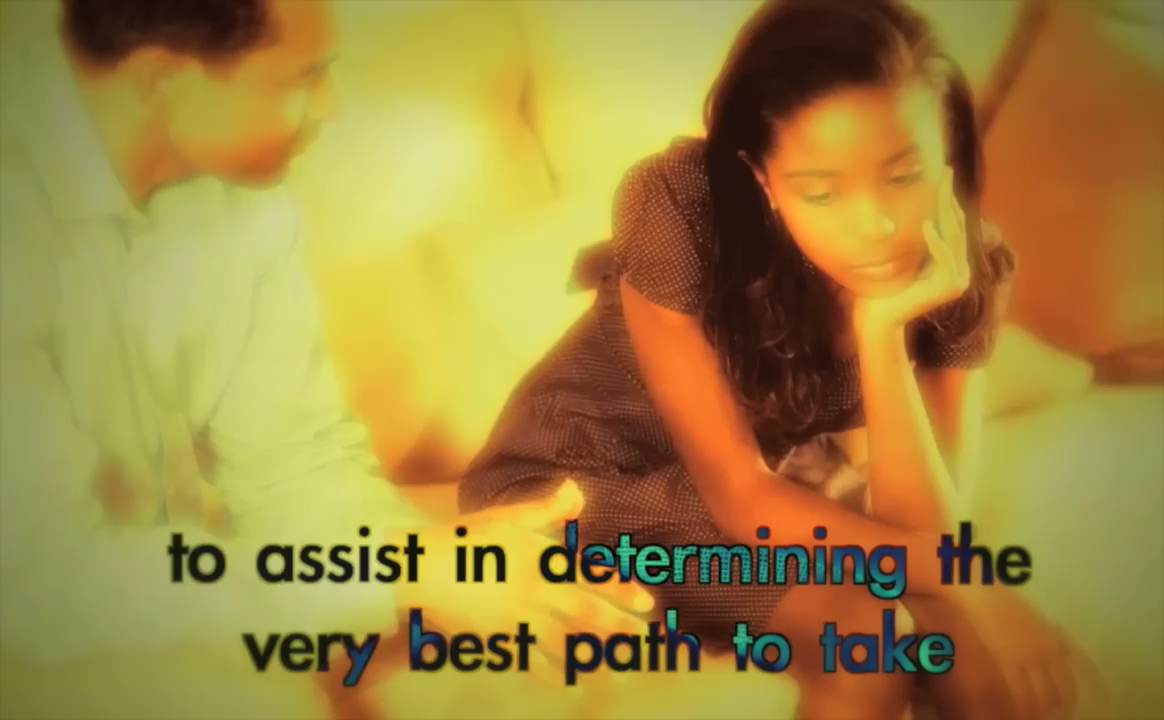 to assist in determining the
very best path to take